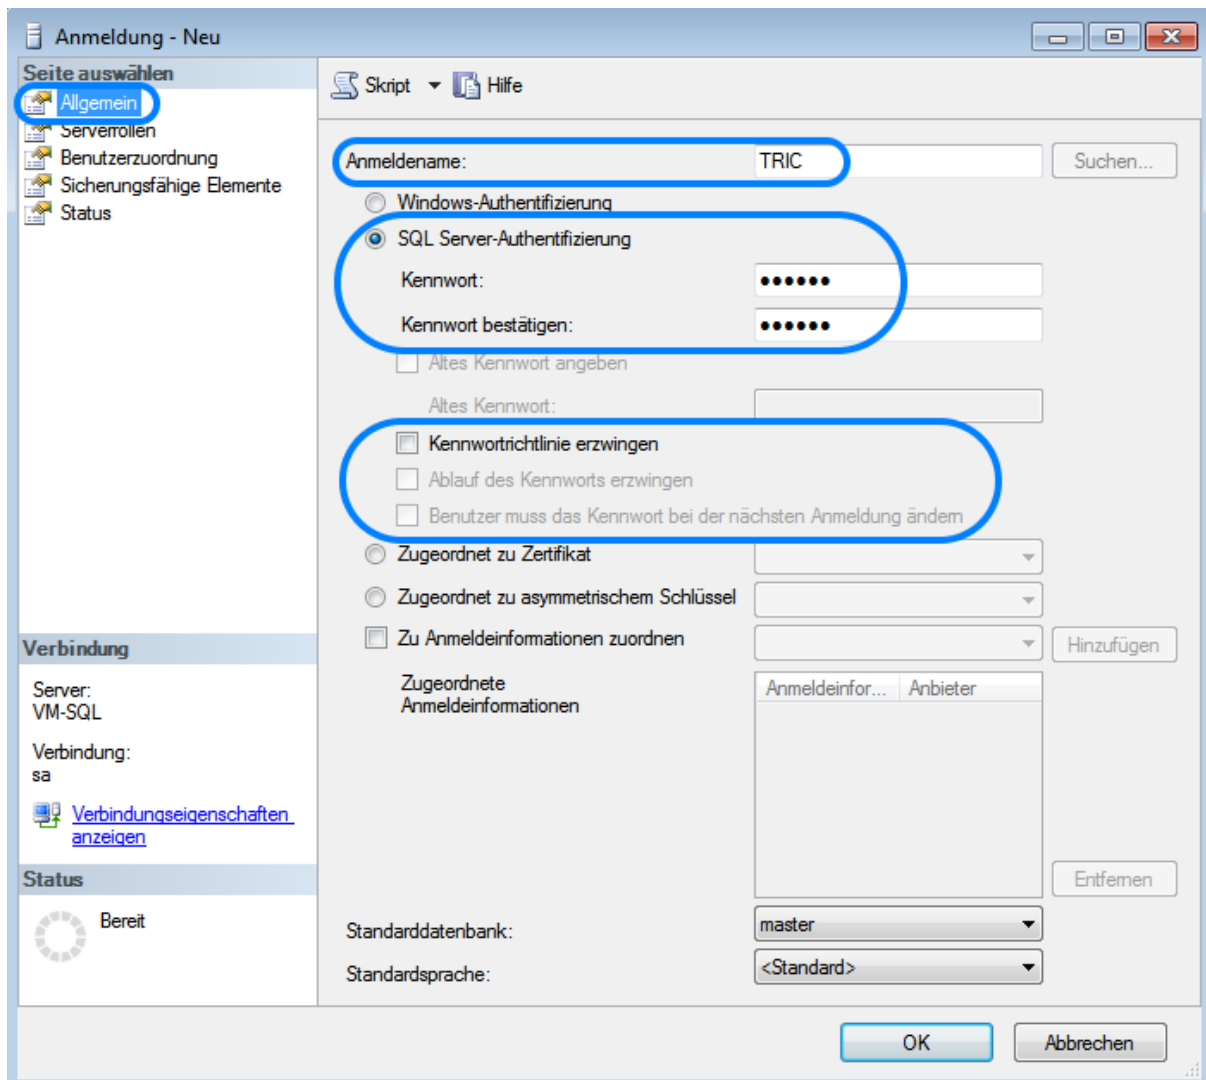 Anmeldung - Neu
Seite auswählen
Allgemein
Serverrollen
Benutzerzuordnung
Sicherungsfähige Elemente
Status
Skript
Hilfe
Anmeldename:
TRIC
Suchen...
Windows-Authentifizierung
SQL Server-Authentifizierung
Kennwort:
●●●●●●
Kennwort bestätigen:
●●●●●●
Altes Kennwort angeben
Altes Kennwort:
Kennwortrichtlinie erzwingen
Ablauf des Kennworts erzwingen
Benutzer muss das Kennwort bei der nächsten Anmeldung ändern
Zugeordnet zu Zertifikat
Zugeordnet zu asymmetrischem Schlüssel
Zu Anmeldeinformationen zuordnen
Hinzufügen
Zugeordnete
Anmeldeinformationen
Anmeldeinfor... Anbieter
Entfernen
Standarddatenbank:
master
Standardsprache:
<Standard>
Verbindung
Server:
VM-SQL
Verbindung:
sa
Verbindungseigenschaften
anzeigen
Status
Bereit
OK
Abbrechen